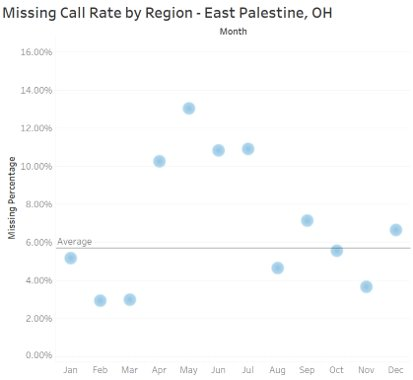 Missing Call Rate by Region - East Palestine, OH
Month
Missing Percentage
16.00%
14.00%
12.00%
10.00%
8.00%
6.00%
Average
4.00%
2.00%
0.00%
Jan Feb Mar Apr May Jun Jul Aug Sep Oct Nov Dec